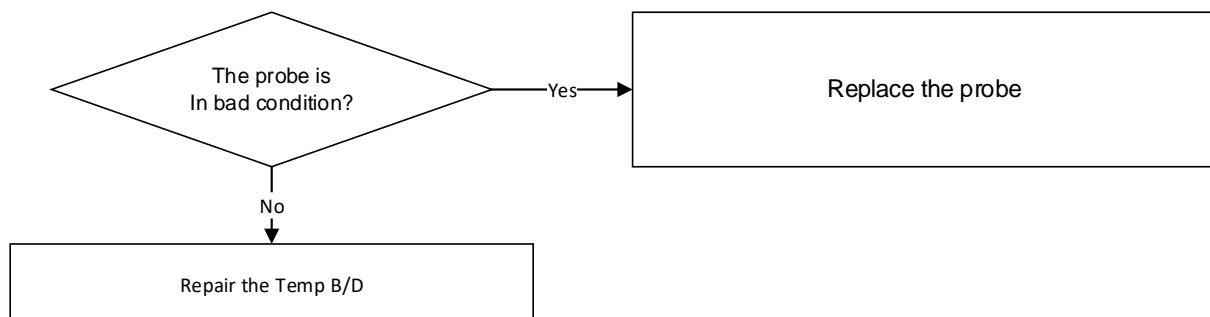 The probe is
In bad condition?
Yes
Replace the probe
No
Repair the Temp B/D